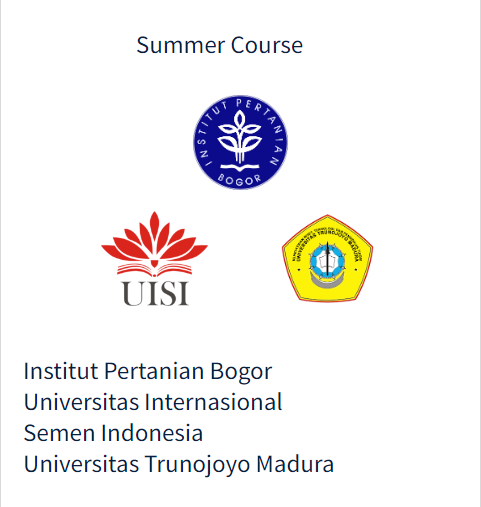 Summer Course
INSTITUT PERTANIAN
BOGOR
UISI
UNIVERSITAS TRUNOJOYO MADURA
Institut Pertanian Bogor
Universitas Internasional
Semen Indonesia
Universitas Trunojoyo Madura